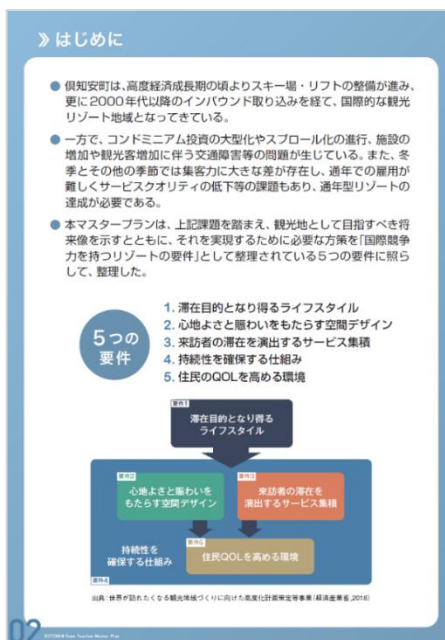 》はじめに
● 倶知安町は、高度経済成長期の頃よりスキー場・リフトの整備が進み、
更に2000年代以降のインバウンド取り込みを経て、国際的な観光
リゾート地域となってきている。
● 一方で、コンドミニアム投資の大型化やスプロール化の進行、施設の
増加や観光客増加に伴う交通障害等の問題が生じている。また、冬
季とその他の季節では集客力に大きな差が存在し、通年での雇用が
難しくサービスクオリティの低下等の課題もあり、通年型リゾートの
達成が必要である。
● 本マスタープランは、上記課題を踏まえ、観光地として目指すべき将
来像を示すとともに、それを実現するために必要な方策を「国際競争
力を持つリゾートの要件」として整理されている5つの要件に照ら
して、整理した。
5つの
要件
1. 滞在目的となり得るライフスタイル
2. 心地よさと賑わいをもたらす空間デザイン
3. 来訪者の滞在を演出するサービス集積
4. 持続性を確保する仕組み
5. 住民のQOLを高める環境
要件1
滞在目的となり得る
ライフスタイル
要件2
心地よさと賑わいを
もたらす空間デザイン
要件3
来訪者の滞在を
演出するサービス集積
持続性を
確保する仕組み
要件5
住民QOLを高める環境
要件4
出典：世界が訪れたくなる観光地域づくりに向けた高度化計画策定等事業（経済産業省,2018）
02